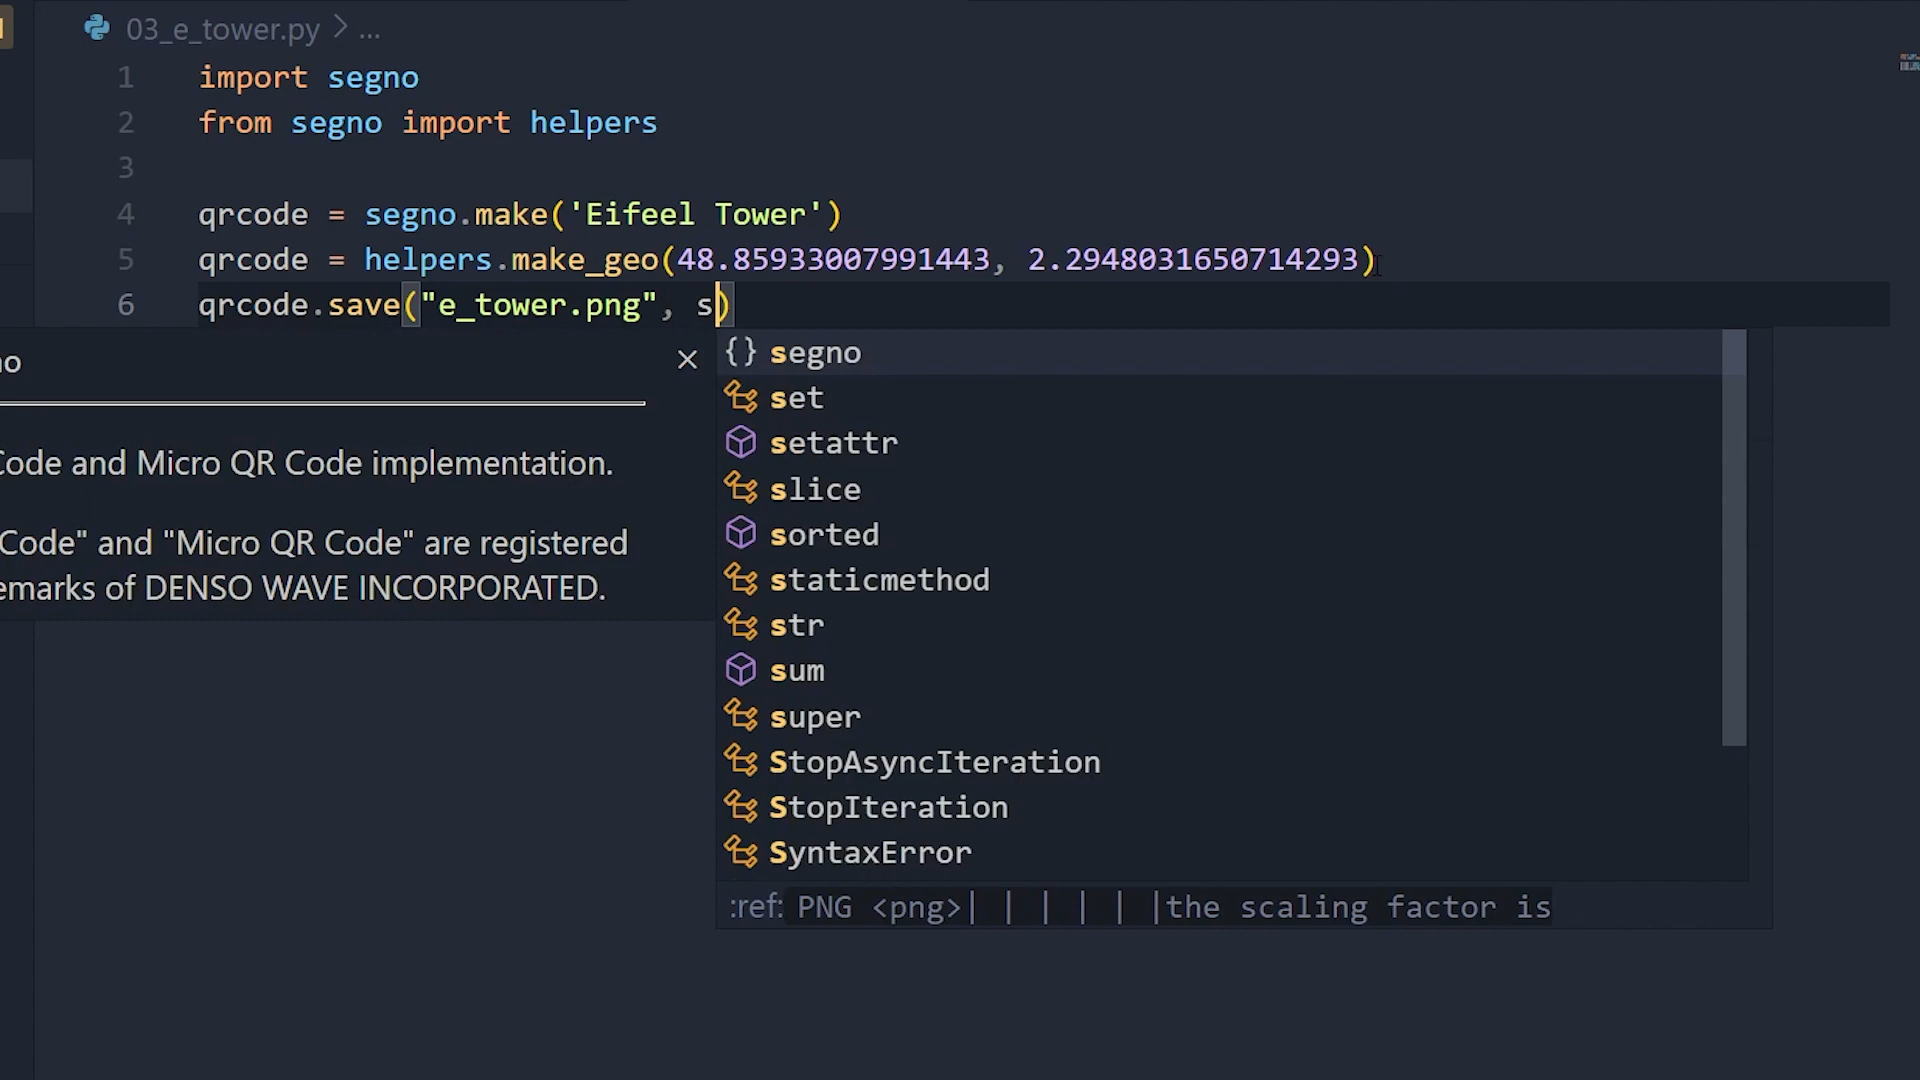 03_e_tower.py > ...
1 import segno
2 from segno import helpers
3
4 qrcode = segno.make('Eifeel Tower')
5 qrcode = helpers.make_geo(48.85933007991443, 2.2948031650714293)
6 qrcode.save("e_tower.png", s)
no
Code and Micro QR Code implementation.
Code" and "Micro QR Code" are registered
emarks of DENSO WAVE INCORPORATED.
{} segno
set
setattr
slice
sorted
staticmethod
str
sum
super
StopAsyncIteration
StopIteration
SyntaxError
:ref: PNG <png>| | | | | |the scaling factor is